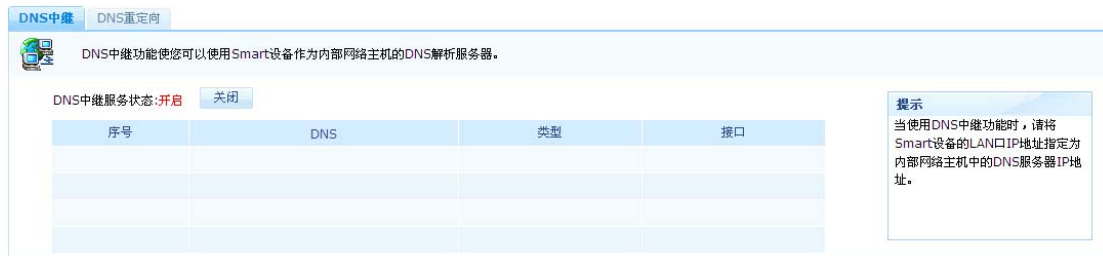 DNS中继 DNS重定向
DNS中继功能使您可以使用Smart设备作为内部网络主机的DNS解析服务器。
DNS中继服务状态:开启 关闭
序号 DNS 类型 接口
提示
当使用DNS中继功能时，请将
Smart设备的LAN口IP地址指定为
内部网络主机中的DNS服务器IP地
址。